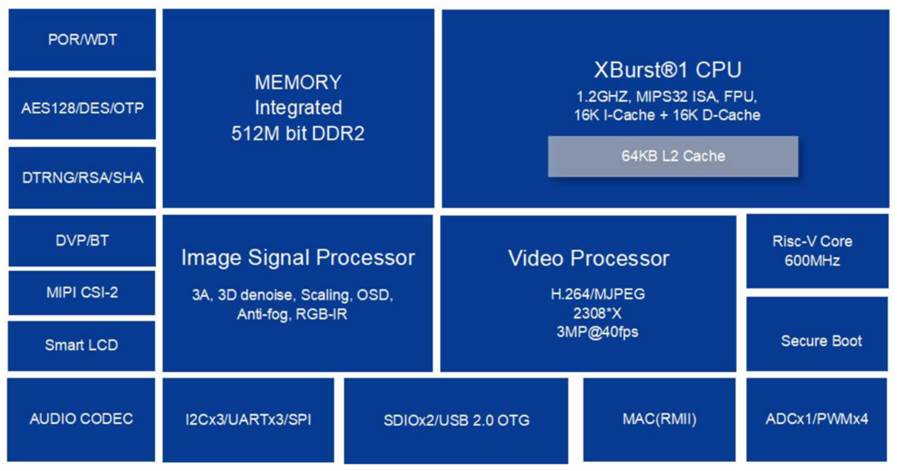 POR/WDT
AES128/DES/OTP
DTRNG/RSA/SHA
MEMORY
Integrated
512M bit DDR2
XBurst®1 CPU
1.2GHZ, MIPS32 ISA, FPU,
16K I-Cache + 16K D-Cache
64KB L2 Cache
DVP/BT
MIPI CSI-2
Smart LCD
Image Signal Processor
3A, 3D denoise, Scaling, OSD,
Anti-fog, RGB-IR
Video Processor
H.264/MJPEG
2308*X
3MP@40fps
Risc-V Core
600MHz
Secure Boot
AUDIO CODEC
I2Cx3/UARTx3/SPI
SDIOx2/USB 2.0 OTG
MAC(RMII)
ADCx1/PWMx4